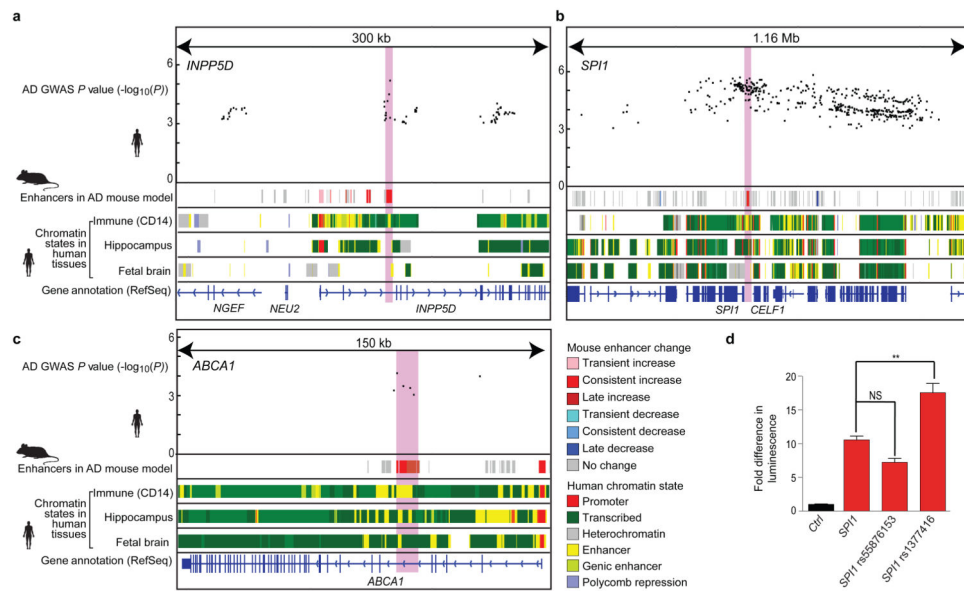 a
300 kb
INPP5D
AD GWAS P value (-log10(P))
6
3
0
Enhancers in AD mouse model
Chromatin states in human tissues
Immune (CD14)
Hippocampus
Fetal brain
Gene annotation (RefSeq)
NGEF
NEU2
INPP5D
b
1.16 Mb
SPI1
6
3
0
SPI1
CELF1
c
150 kb
ABCA1
AD GWAS P value (-log10(P))
6
3
0
Enhancers in AD mouse model
Chromatin states in human tissues
Immune (CD14)
Hippocampus
Fetal brain
Gene annotation (RefSeq)
ABCA1
Mouse enhancer change
Transient increase
Consistent increase
Late increase
Transient decrease
Consistent decrease
Late decrease
No change
Human chromatin state
Promoter
Transcribed
Heterochromatin
Enhancer
Genic enhancer
Polycomb repression
d
Fold difference in
luminescence
20
15
10
5
0
**
NS
Ctrl
SPI1
SPI1 rs55876153
SPI1 rs1377416